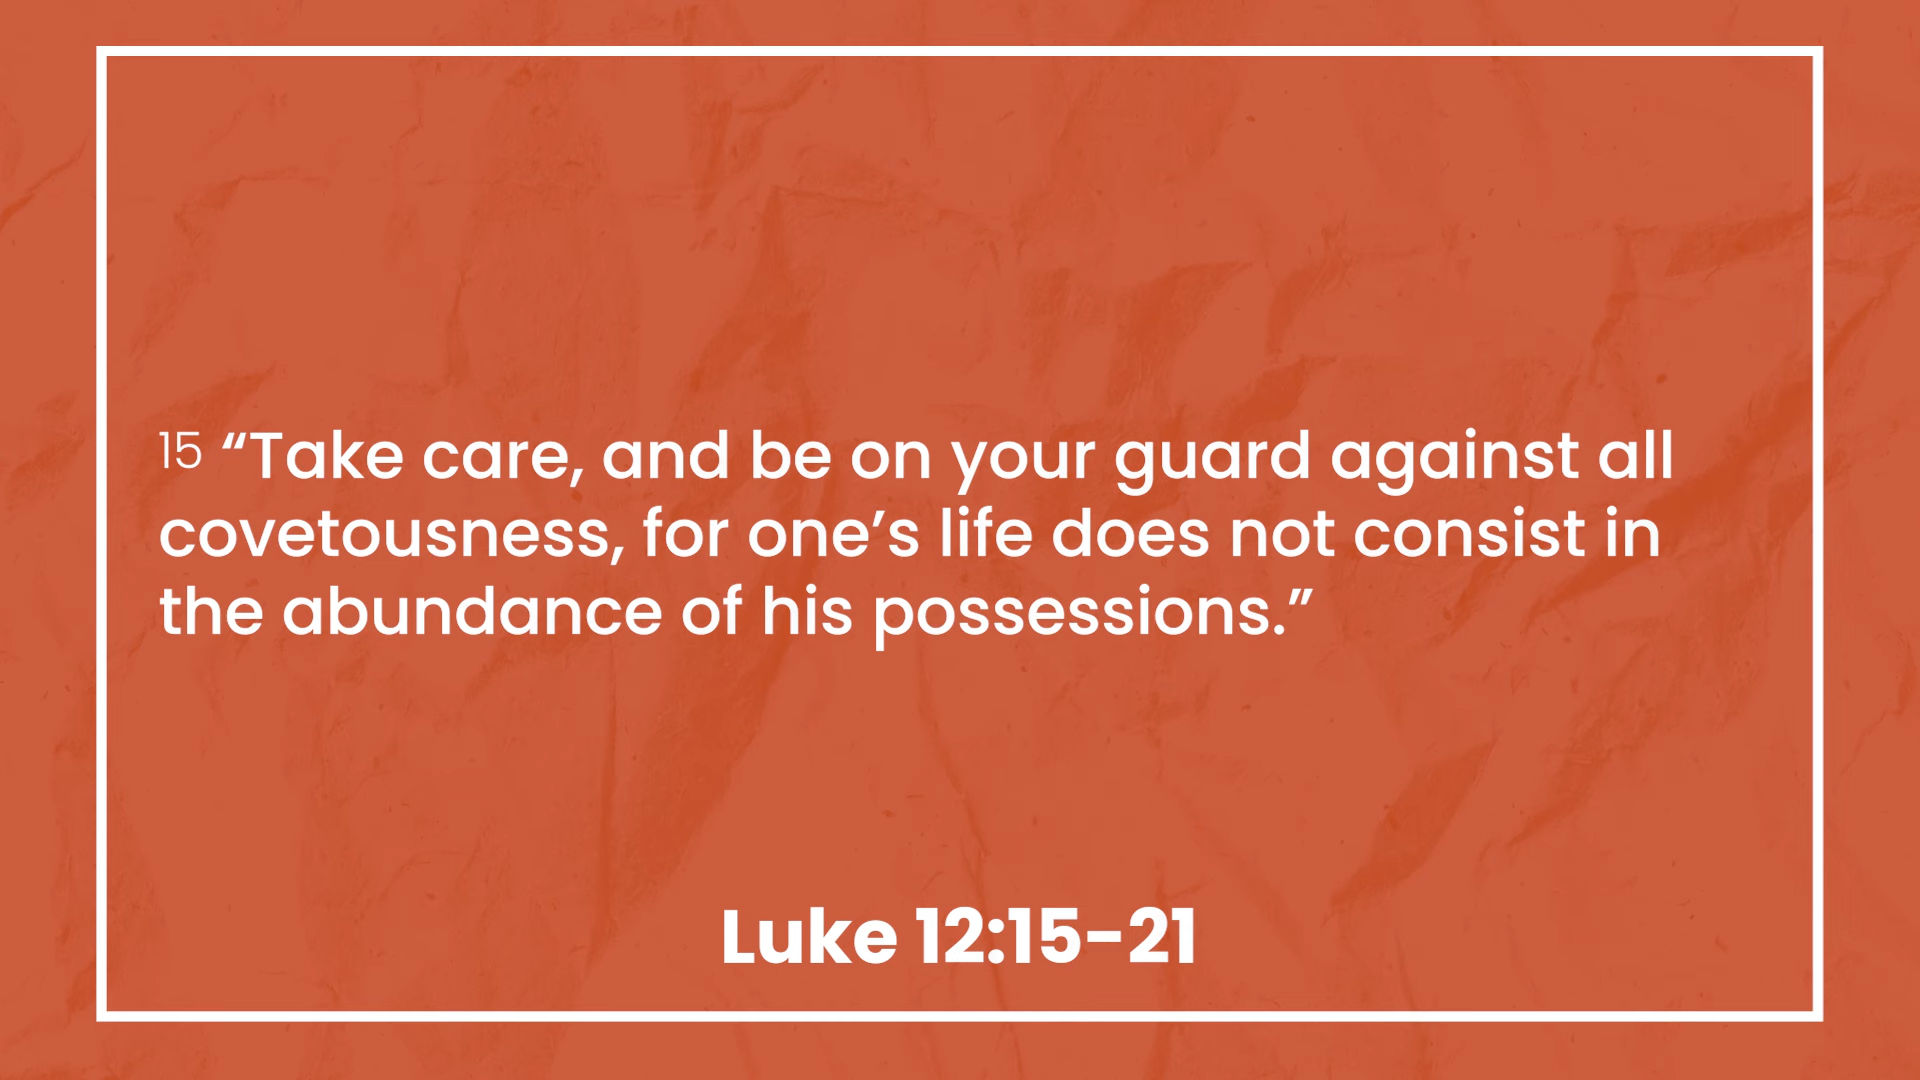 15 “Take care, and be on your guard against all
covetousness, for one’s life does not consist in
the abundance of his possessions.”
Luke 12:15-21